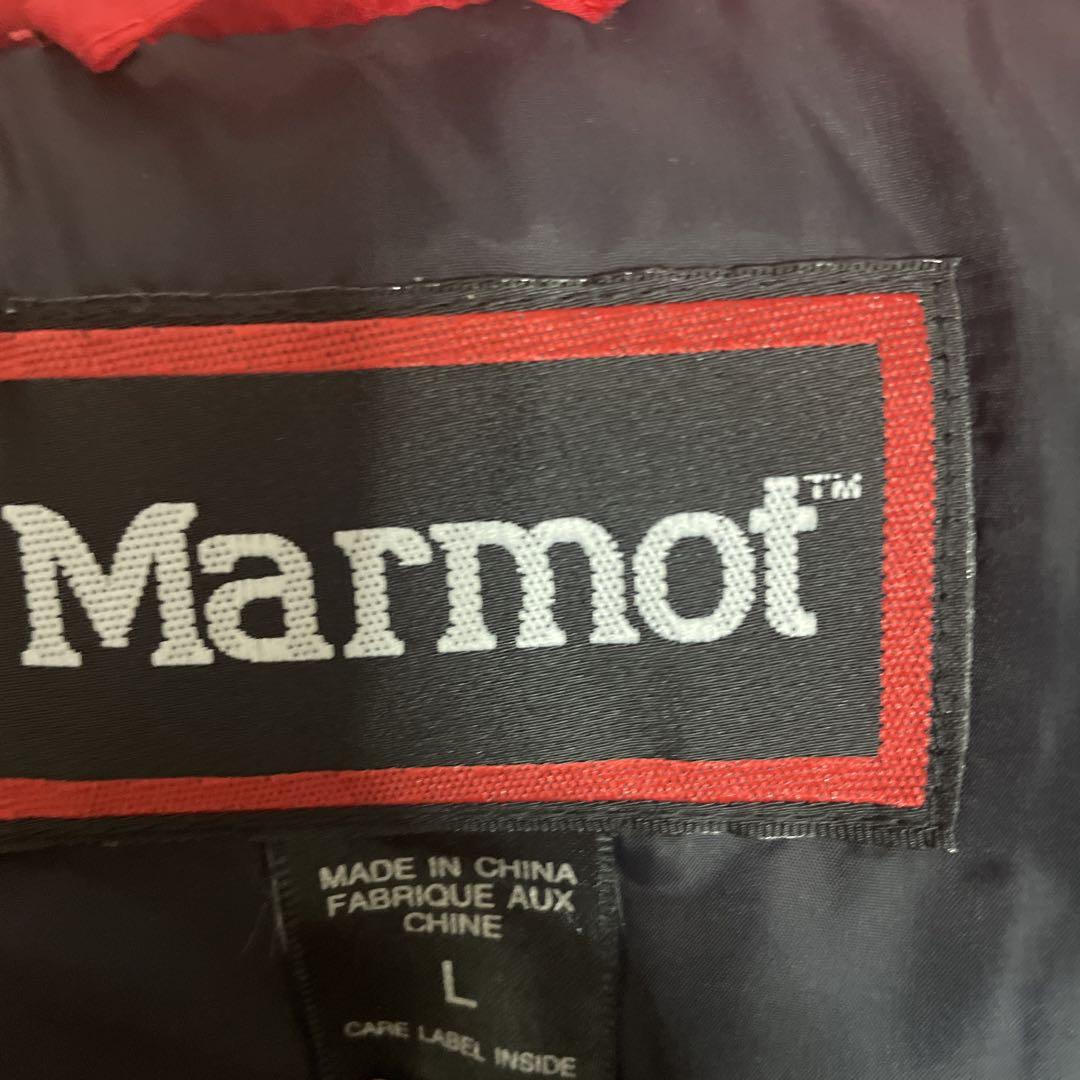 Marmot™
MADE IN CHINA
FABRIQUE AUX
CHINE
L
CARE LABEL INSIDE